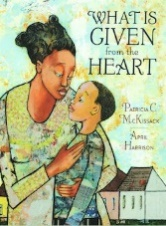 WHAT IS
GIVEN
from the
HEART
PATRICIA C.
McKISSACK
APRIL
HARRISON